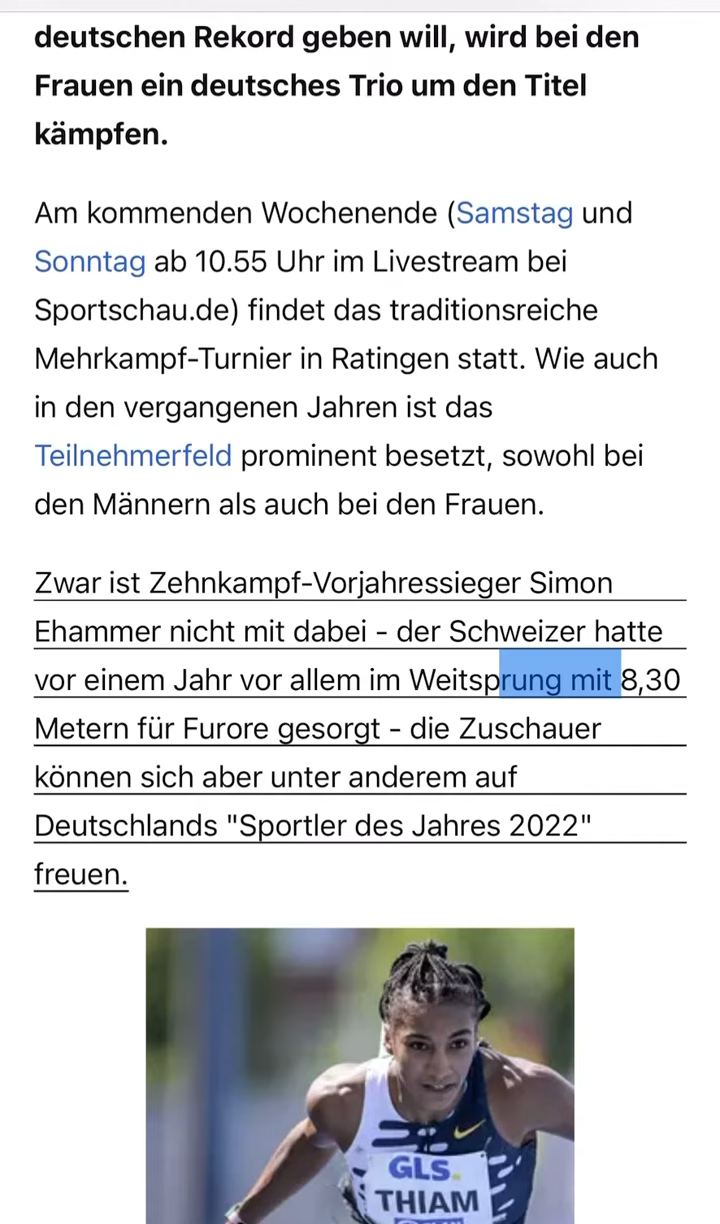 deutschen Rekord geben will, wird bei den
Frauen ein deutsches Trio um den Titel
kämpfen.
Am kommenden Wochenende (Samstag und
Sonntag ab 10.55 Uhr im Livestream bei
Sportschau.de) findet das traditionsreiche
Mehrkampf-Turnier in Ratingen statt. Wie auch
in den vergangenen Jahren ist das
Teilnehmerfeld prominent besetzt, sowohl bei
den Männern als auch bei den Frauen.
Zwar ist Zehnkampf-Vorjahressieger Simon
Ehammer nicht mit dabei - der Schweizer hatte
vor einem Jahr vor allem im Weitsprung mit 8,30
Metern für Furore gesorgt - die Zuschauer
können sich aber unter anderem auf
Deutschlands "Sportler des Jahres 2022"
freuen.
GLS.
THIAM